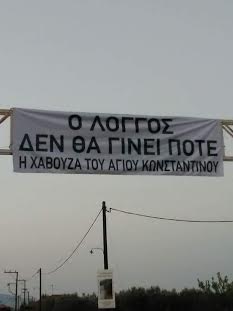 Ο ΛΟΓΓΟΣ
ΔΕΝ ΘΑ ΓΙΝΕΙ ΠΟΤΕ
Η ΧΑΒΟΥΖΑ ΤΟΥ ΑΓΙΟΥ ΚΩΝΣΤΑΝΤΙΝΟΥ